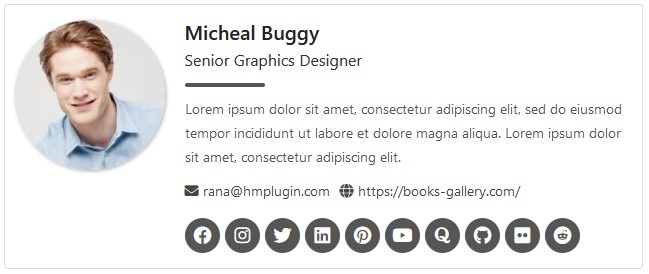 Micheal Buggy
Senior Graphics Designer
Lorem ipsum dolor sit amet, consectetur adipiscing elit, sed do eiusmod
tempor incididunt ut labore et dolore magna aliqua. Lorem ipsum dolor
sit amet, consectetur adipiscing elit.
rana@hmplugin.com https://books-gallery.com/